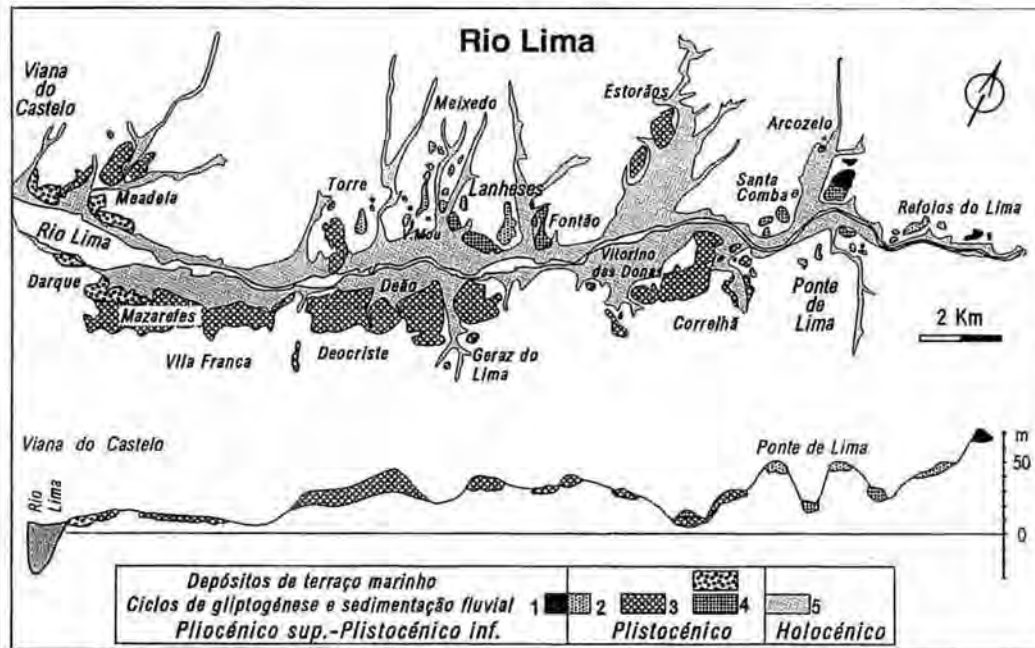 Rio Lima
Viana
do
Castelo
Meadela
Rio Lima
Darque
Mazarefes
Vila Franca
Torre
Meixedo
Lanheses
Mou
Fontão
Deão
Deocriste
Geraz do
Lima
Estorãos
Vitorino
das Donas
Correlhã
Santa
Comba
Arcozelo
Ponte
de
Lima
Refoios do Lima
2 Km
Viana do Castelo
Rio
Lima
Ponte de Lima
m
50
0
Depósitos de terraço marinho
Ciclos de gliptogénese e sedimentação fluvial 1 2 3 4 5
Pliocénico sup.-Plistocénico inf. Plistocénico Holocénico